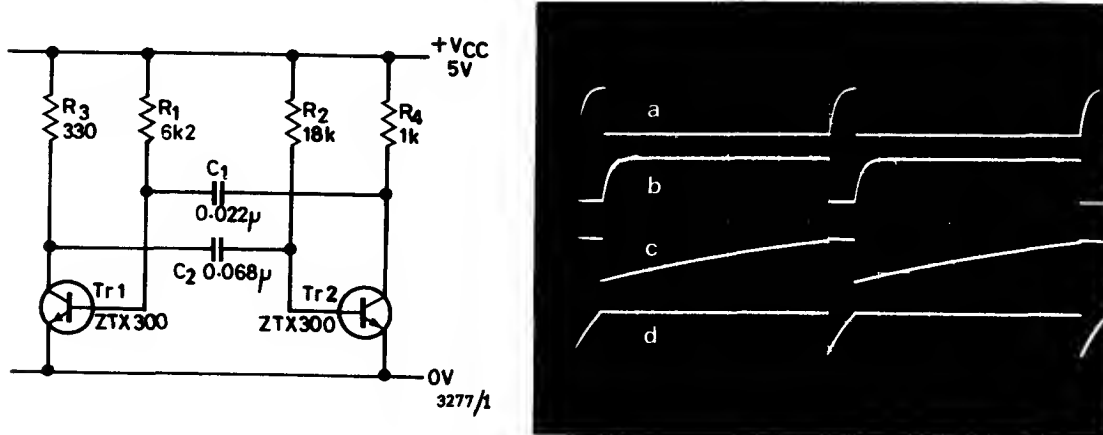 +VCC
5V
R3
330
R1
6k2
R2
18k
R4
1k
C1
0.022μ
C2 0.068μ
Tr1
ZTX300
Tr2
ZTX300
0V
3277/1
a
b
c
d